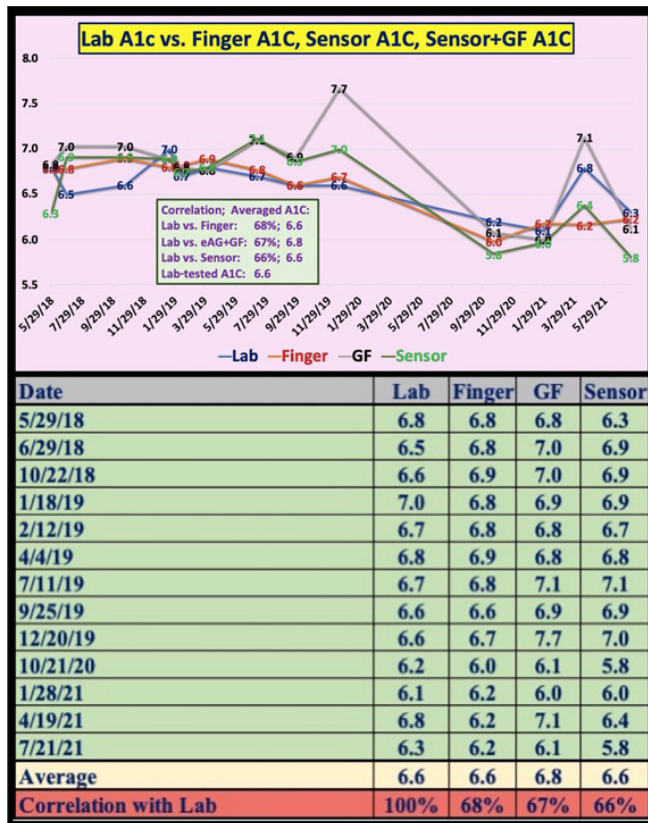 Lab A1c vs. Finger A1C, Sensor A1C, Sensor+GF A1C
8.0
7.5
7.0
6.5
6.0
5.5
6.3
7.0
6.8
6.5
7.0
6.6
7.0
6.7
6.9
7.1
6.8
6.7
6.9
6.6
7.7
7.0
6.7
6.6
6.2
6.1
6.0
5.8
6.2
6.1
7.1
6.8
6.4
6.2
6.3
6.2
6.1
5.8
Correlation; Averaged A1C:
Lab vs. Finger: 68%; 6.6
Lab vs. eAG+GF: 67%; 6.8
Lab vs. Sensor: 66%; 6.6
Lab-tested A1C: 6.6
5/29/18 7/29/18 9/29/18 11/29/18 1/29/19 3/29/19 5/29/19 7/29/19 9/29/19 11/29/19 1/29/20 3/29/20 5/29/20 7/29/20 9/29/20 11/29/20 1/29/21 3/29/21 5/29/21
Lab Finger GF Sensor
Date Lab Finger GF Sensor
5/29/18 6.8 6.8 6.8 6.3
6/29/18 6.5 6.8 7.0 6.9
10/22/18 6.6 6.9 7.0 6.9
1/18/19 7.0 6.8 6.9 6.9
2/12/19 6.7 6.8 6.8 6.7
4/4/19 6.8 6.9 6.8 6.8
7/11/19 6.7 6.8 7.1 7.1
9/25/19 6.6 6.6 6.9 6.9
12/20/19 6.6 6.7 7.7 7.0
10/21/20 6.2 6.0 6.1 5.8
1/28/21 6.1 6.2 6.0 6.0
4/19/21 6.8 6.2 7.1 6.4
7/21/21 6.3 6.2 6.1 5.8
Average 6.6 6.6 6.8 6.6
Correlation with Lab 100% 68% 67% 66%